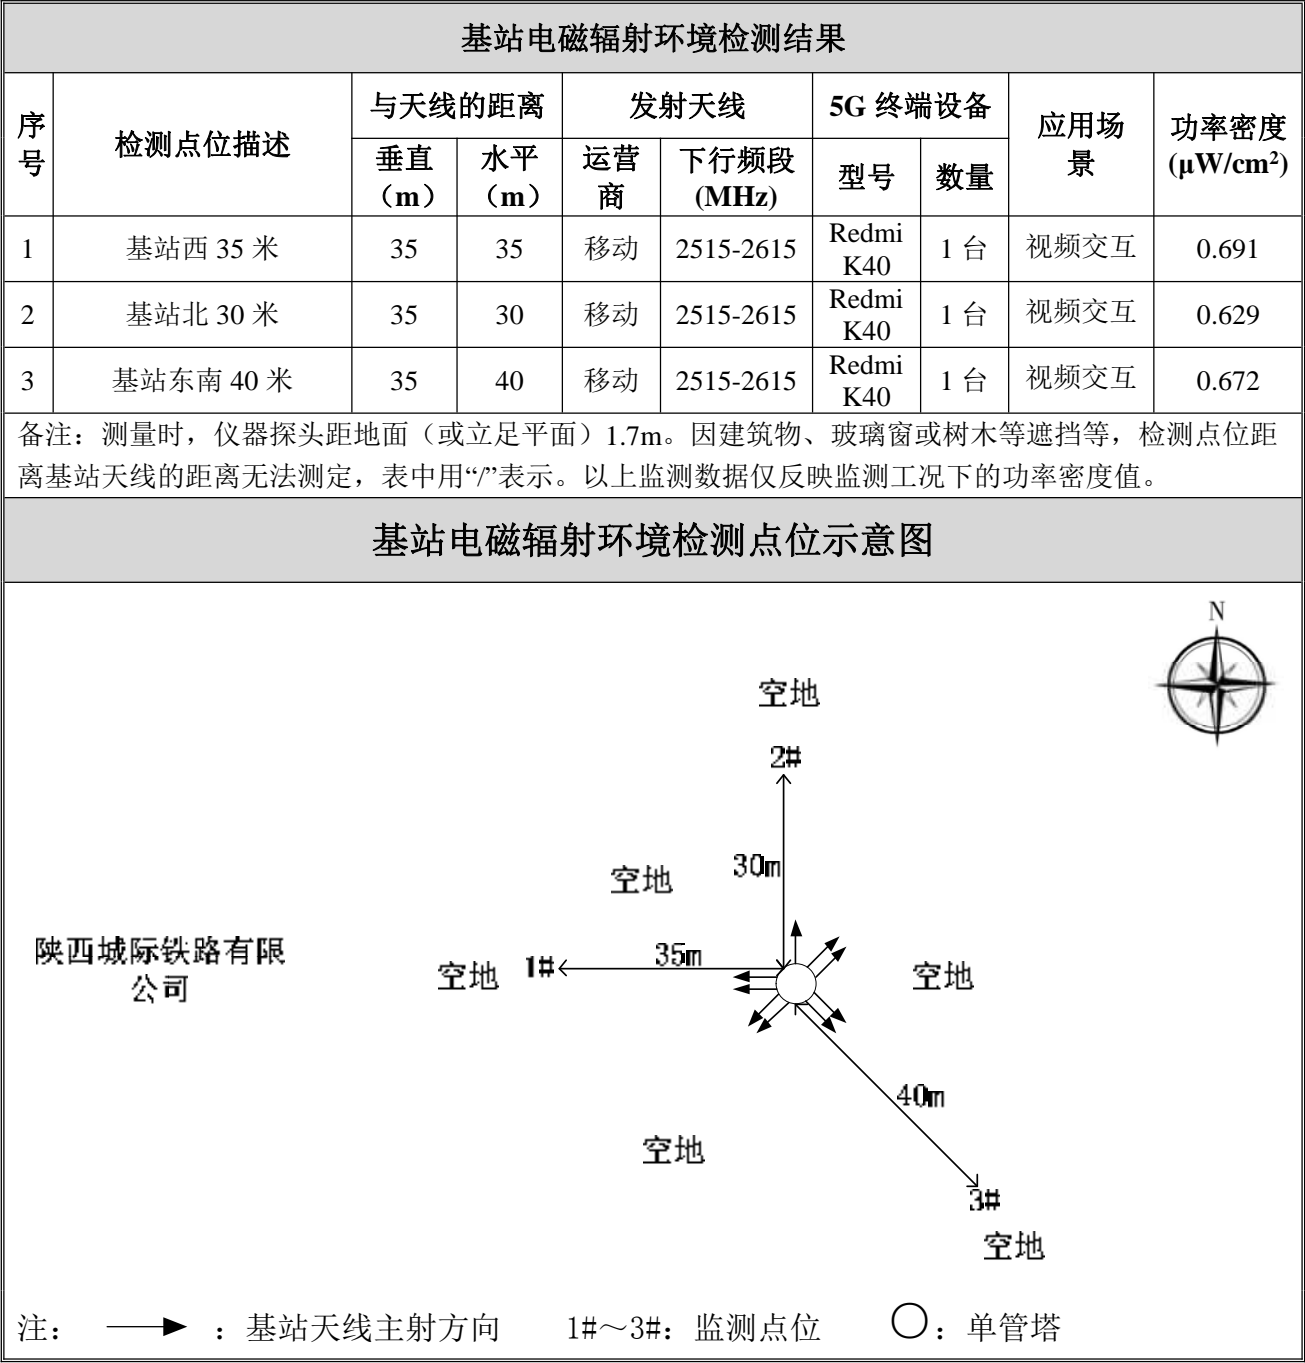 基站电磁辐射环境检测结果
序号 检测点位描述 与天线的距离 发射天线 5G 终端设备 应用场景 功率密度(μW/cm²)
垂直（m） 水平（m） 运营商 下行频段(MHz) 型号 数量
1 基站西 35 米 35 35 移动 2515-2615 Redmi K40 1 台 视频交互 0.691
2 基站北 30 米 35 30 移动 2515-2615 Redmi K40 1 台 视频交互 0.629
3 基站东南 40 米 35 40 移动 2515-2615 Redmi K40 1 台 视频交互 0.672
备注：测量时，仪器探头距地面（或立足平面）1.7m。因建筑物、玻璃窗或树木等遮挡等，检测点位距
离基站天线的距离无法测定，表中用“/”表示。以上监测数据仅反映监测工况下的功率密度值。
基站电磁辐射环境检测点位示意图
N
空地
2#
30m
空地
陕西城际铁路有限
公司
空地
1#
35m
空地
40m
空地
3#
空地
注： ：基站天线主射方向 1#～3#：监测点位 ：单管塔